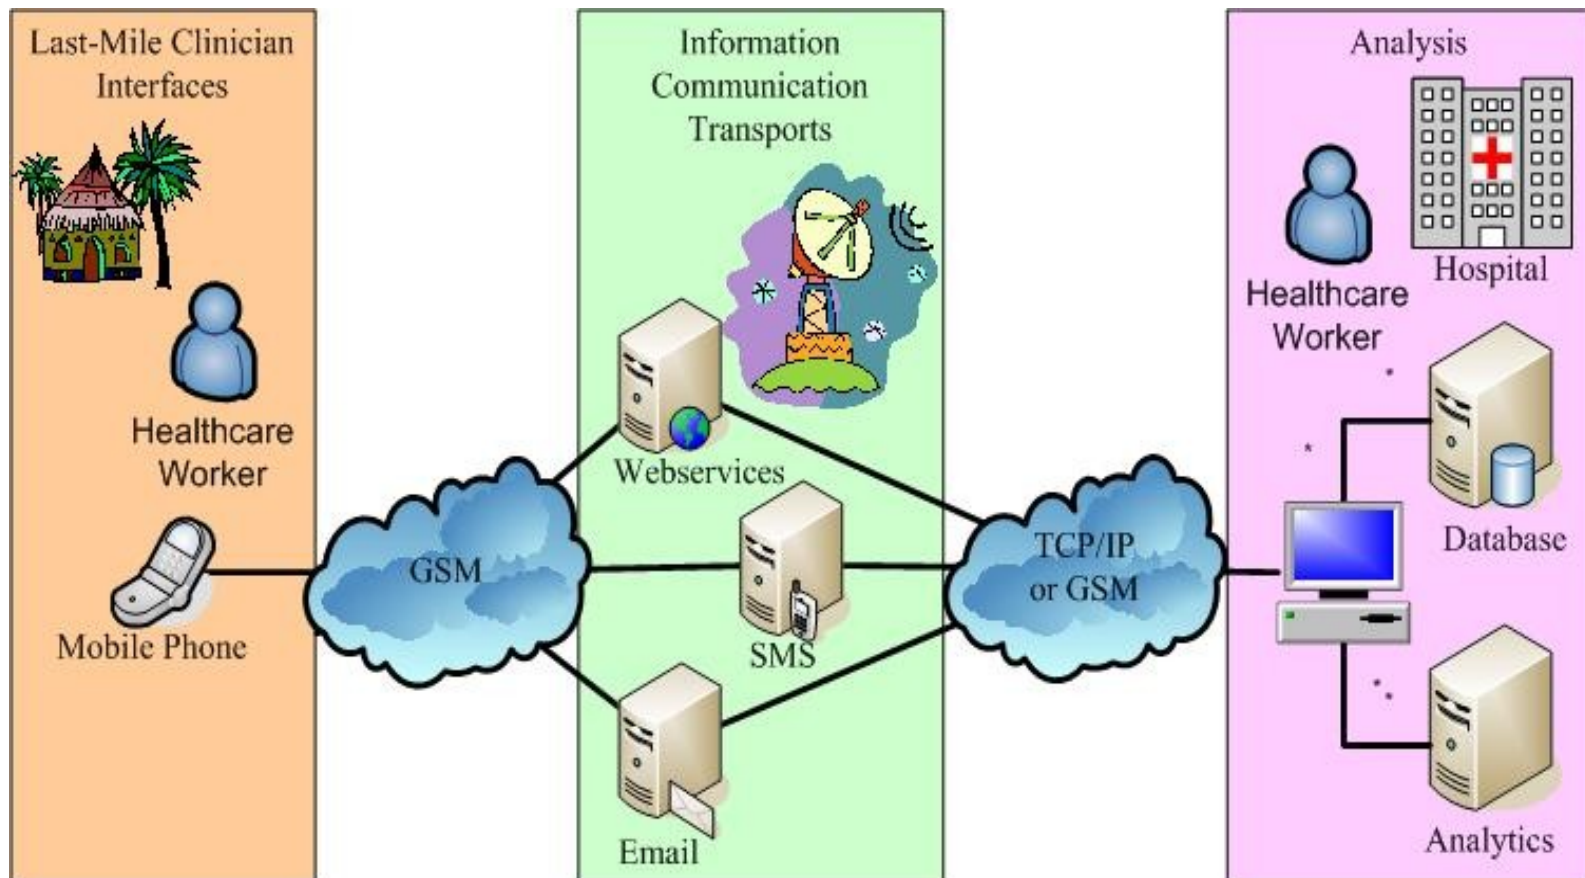 Last-Mile Clinician
Interfaces
Healthcare
Worker
Mobile Phone
GSM
Information
Communication
Transports
Webservices
SMS
Email
TCP/IP
or GSM
Analysis
Hospital
Healthcare
Worker
*
*
Database
*
*
Analytics